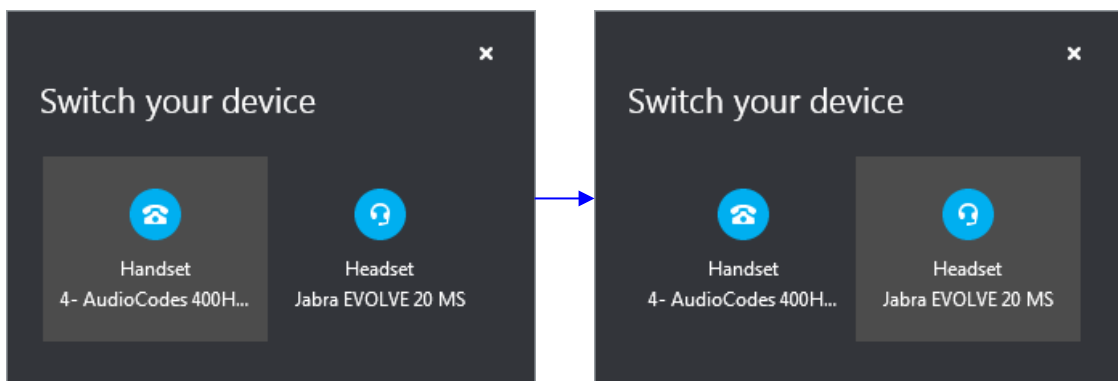 Switch your device
Handset
4- AudioCodes 400H...
Headset
Jabra EVOLVE 20 MS
Switch your device
Handset
4- AudioCodes 400H...
Headset
Jabra EVOLVE 20 MS